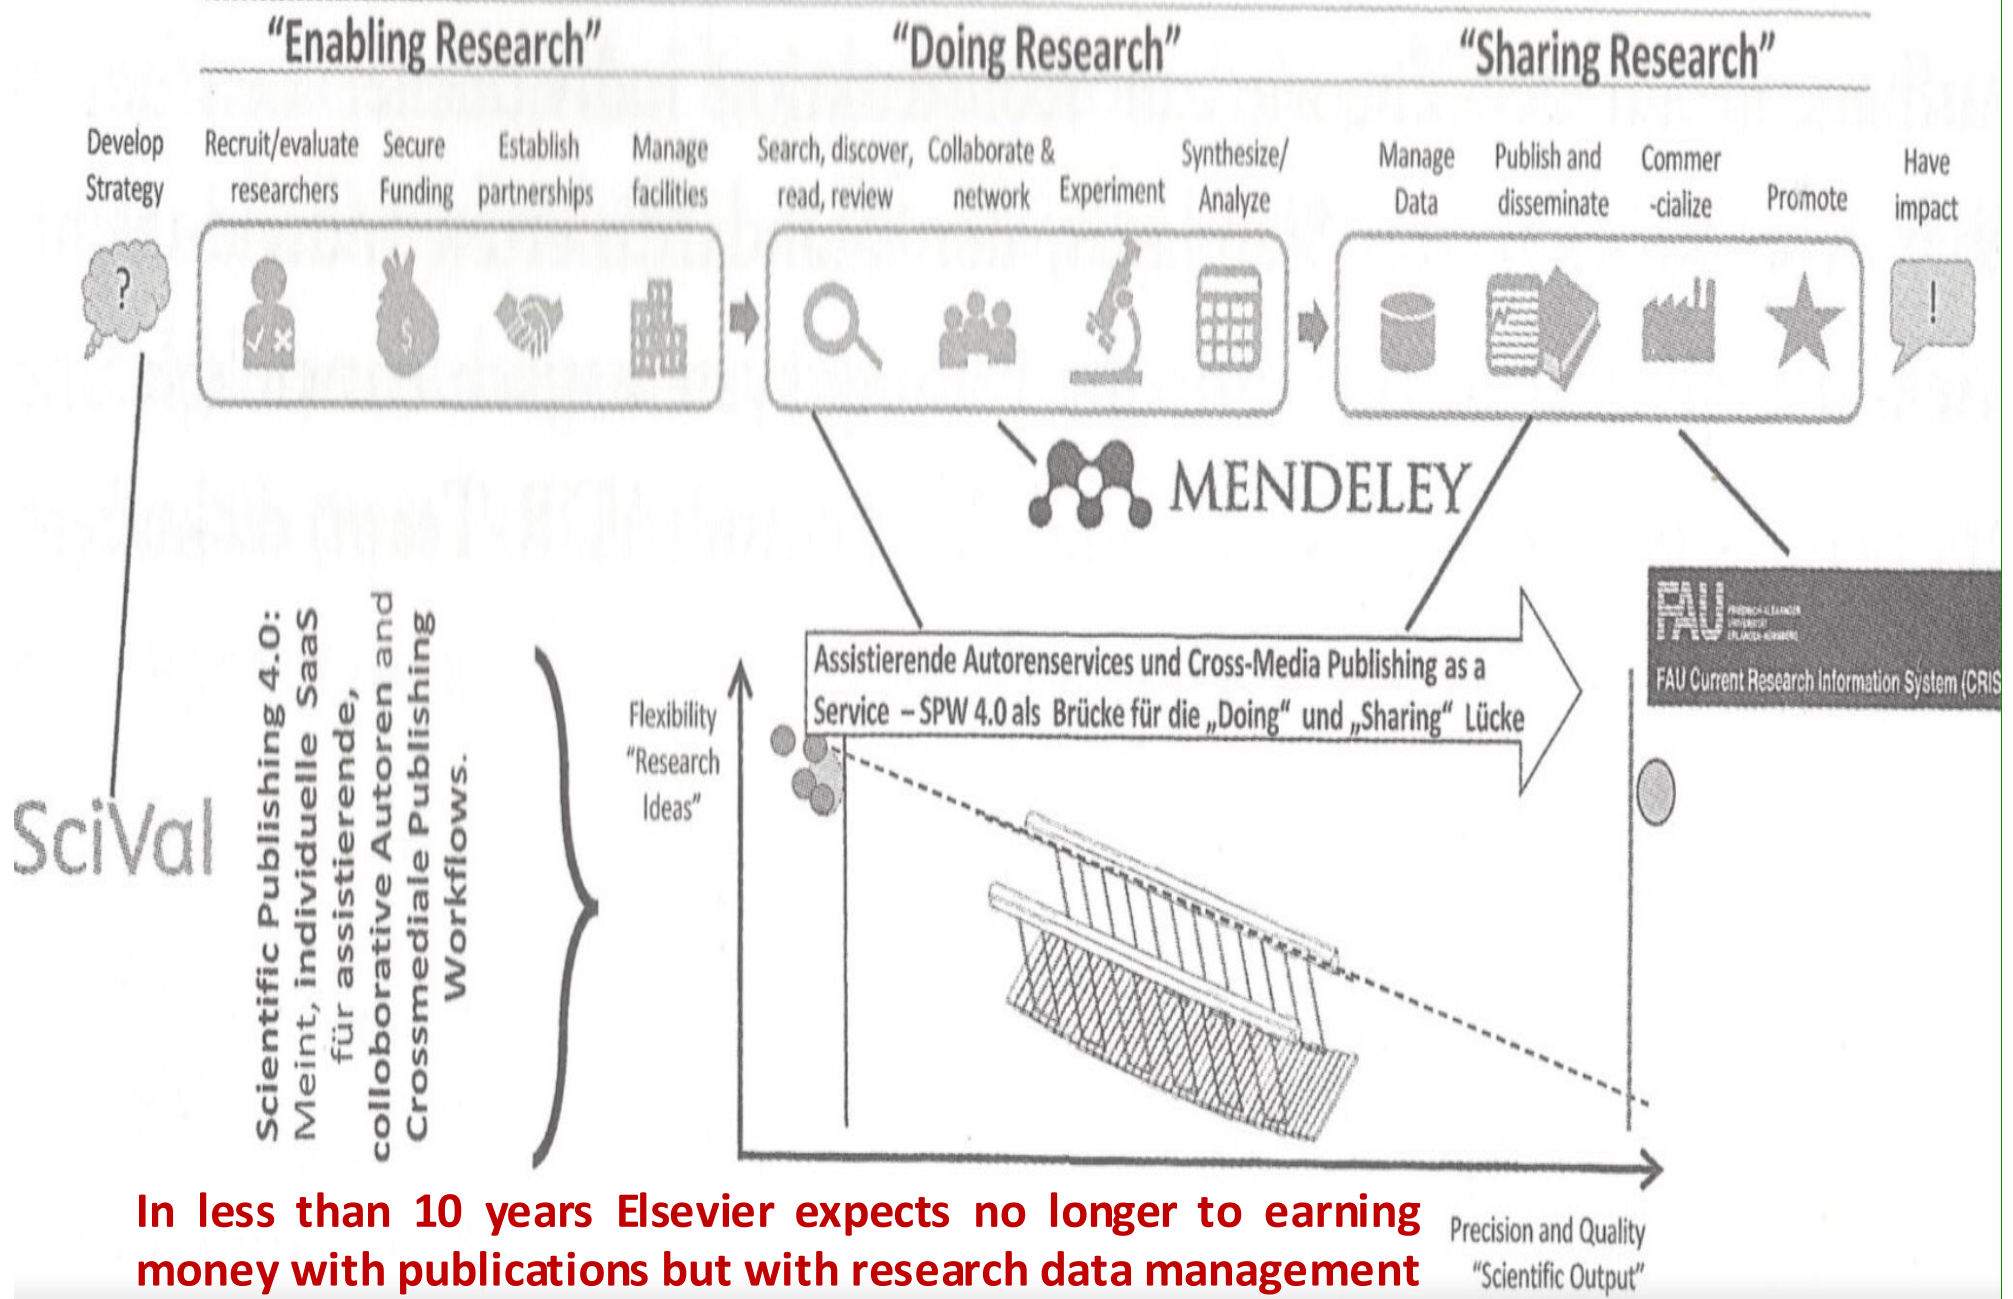 “Enabling Research”
“Doing Research”
“Sharing Research”
Develop
Strategy
Recruit/evaluate
researchers
Secure
Funding
Establish
partnerships
Manage
facilities
Search, discover,
read, review
Collaborate &
network
Experiment
Synthesize/
Analyze
Manage
Data
Publish and
disseminate
Commer
-cialize
Promote
Have
impact
?
$
!
MENDELEY
SciVal
Scientific Publishing 4.0:
Meint, individuelle SaaS
für assistierende,
colloborative Autoren and
Crossmediale Publishing
Workflows.
FAU
FRIEDRICH-ALEXANDER
UNIVERSITÄT
ERLANGEN-NÜRNBERG
FAU Current Research Information System (CRIS
Assistierende Autorenservices und Cross-Media Publishing as a
Service – SPW 4.0 als Brücke für die „Doing“ und „Sharing“ Lücke
Flexibility
“Research
Ideas”
Precision and Quality
“Scientific Output”
In less than 10 years Elsevier expects no longer to earning
money with publications but with research data management